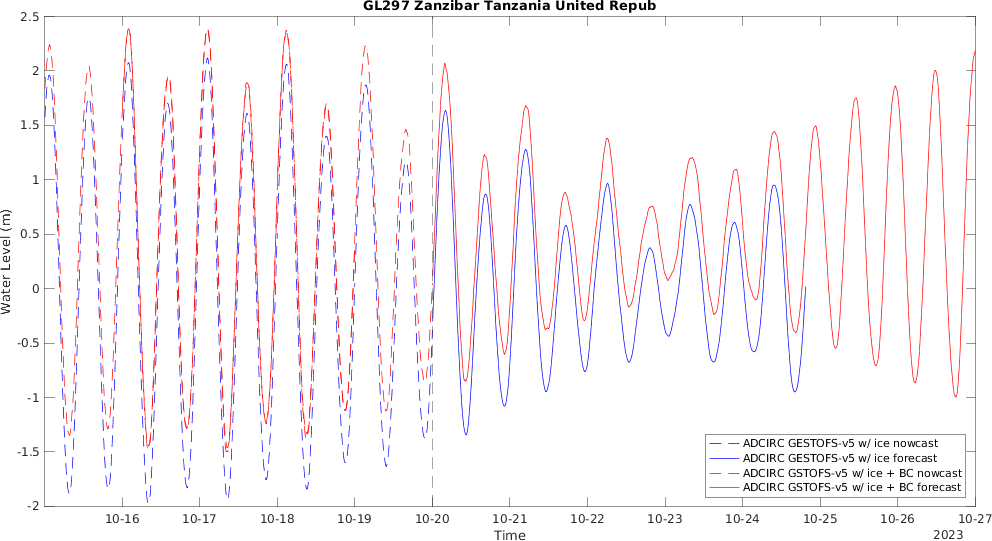 GL297 Zanzibar Tanzania United Repub
2.5
2
1.5
1
0.5
0
-0.5
-1
-1.5
-2
Water Level (m)
10-16 10-17 10-18 10-19 10-20 10-21 10-22 10-23 10-24 10-25 10-26 10-27
Time
2023
ADCIRC GESTOFS-v5 w/ ice nowcast
ADCIRC GESTOFS-v5 w/ ice forecast
ADCIRC GSTOFS-v5 w/ ice + BC nowcast
ADCIRC GSTOFS-v5 w/ ice + BC forecast